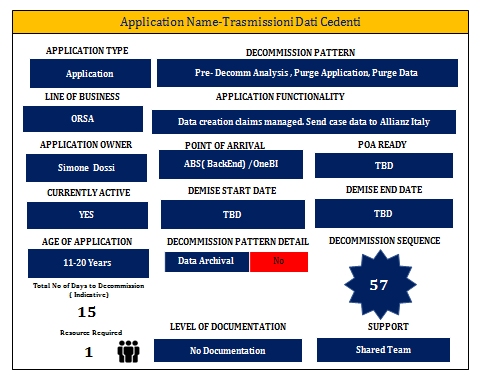 Application Name-Trasmissioni Dati Cedenti
APPLICATION TYPE
DECOMMISSION PATTERN
Application
Pre- Decomm Analysis , Purge Application, Purge Data
LINE OF BUSINESS
APPLICATION FUNCTIONALITY
ORSA
Data creation claims managed. Send case data to Allianz Italy
APPLICATION OWNER
POINT OF ARRIVAL
POA READY
Simone Dossi
ABS( BackEnd) /OneBI
TBD
CURRENTLY ACTIVE
DEMISE START DATE
DEMISE END DATE
YES
TBD
TBD
AGE OF APPLICATION
DECOMMISSION PATTERN DETAIL
DECOMMISSION SEQUENCE
11-20 Years
Data Archival
No
57
Total No of Days to Decommission
( Indicative)
15
Resource Required
1
LEVEL OF DOCUMENTATION
SUPPORT
No Documentation
Shared Team